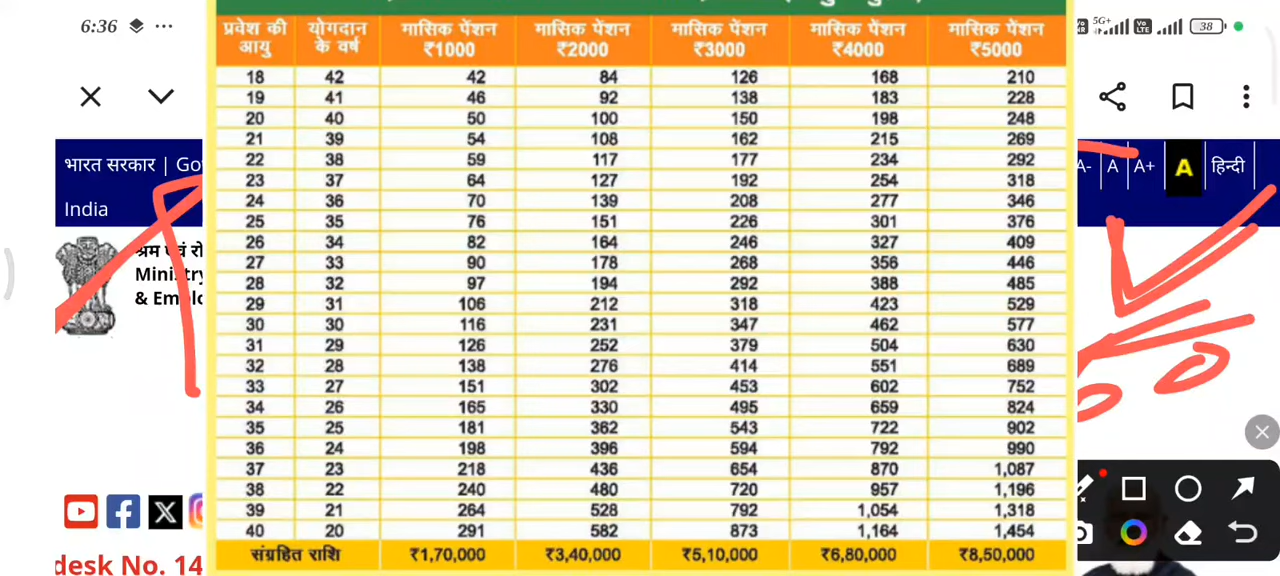 6:36
5G+
38
भारत सरकार | Go
India
A- | A | A+ | A | हिन्दी
श्रम एवं रो
Ministry
& Emplo
प्रवेश की आयु योगदान के वर्ष मासिक पेंशन ₹1000 मासिक पेंशन ₹2000 मासिक पेंशन ₹3000 मासिक पेंशन ₹4000 मासिक पेंशन ₹5000
18 42 42 84 126 168 210
19 41 46 92 138 183 228
20 40 50 100 150 198 248
21 39 54 108 162 215 269
22 38 59 117 177 234 292
23 37 64 127 192 254 318
24 36 70 139 208 277 346
25 35 76 151 226 301 376
26 34 82 164 246 327 409
27 33 90 178 268 356 446
28 32 97 194 292 388 485
29 31 106 212 318 423 529
30 30 116 231 347 462 577
31 29 126 252 379 504 630
32 28 138 276 414 551 689
33 27 151 302 453 602 752
34 26 165 330 495 659 824
35 25 181 362 543 722 902
36 24 198 396 594 792 990
37 23 218 436 654 870 1,087
38 22 240 480 720 957 1,196
39 21 264 528 792 1,054 1,318
40 20 291 582 873 1,164 1,454
संग्रहित राशि ₹1,70,000 ₹3,40,000 ₹5,10,000 ₹6,80,000 ₹8,50,000
desk No. 14